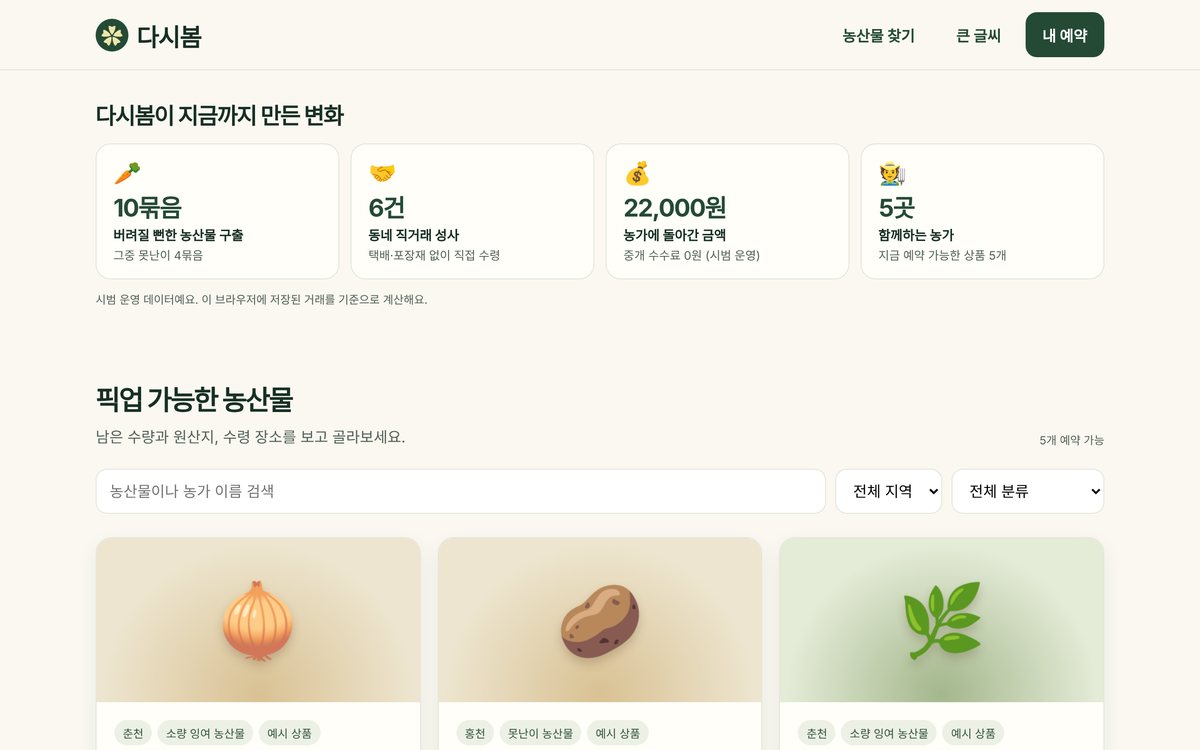 다시봄
농산물 찾기
큰 글씨
내 예약
다시봄이 지금까지 만든 변화
10묶음
버려질 뻔한 농산물 구출
그중 못난이 4묶음
6건
동네 직거래 성사
택배·포장재 없이 직접 수령
22,000원
농가에 돌아간 금액
중개 수수료 0원 (시범 운영)
5곳
함께하는 농가
지금 예약 가능한 상품 5개
시범 운영 데이터예요. 이 브라우저에 저장된 거래를 기준으로 계산해요.
픽업 가능한 농산물
남은 수량과 원산지, 수령 장소를 보고 골라보세요.
5개 예약 가능
농산물이나 농가 이름 검색
전체 지역
전체 분류
춘천
소량 잉여 농산물
예시 상품
홍천
못난이 농산물
예시 상품
춘천
소량 잉여 농산물
예시 상품